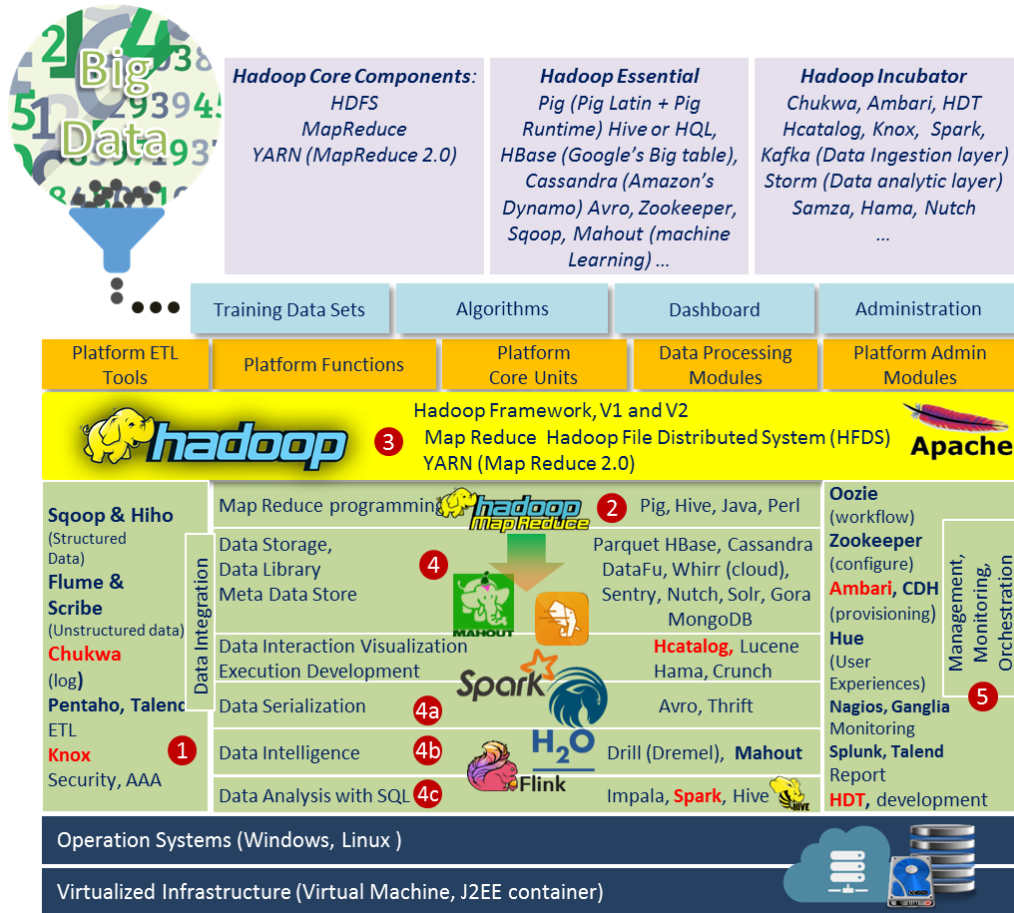 Big
Data
Hadoop Core Components:
HDFS
MapReduce
YARN (MapReduce 2.0)
Hadoop Essential
Pig (Pig Latin + Pig
Runtime) Hive or HQL,
HBase (Google's Big table),
Cassandra (Amazon's
Dynamo) Avro, Zookeeper,
Sqoop, Mahout (machine
Learning) ...
Hadoop Incubator
Chukwa, Ambari, HDT
Hcatalog, Knox, Spark,
Kafka (Data Ingestion layer)
Storm (Data analytic layer)
Samza, Hama, Nutch
...
Training Data Sets
Algorithms
Dashboard
Administration
Platform ETL
Tools
Platform Functions
Platform
Core Units
Data Processing
Modules
Platform Admin
Modules
hadoop
3
Hadoop Framework, V1 and V2
Map Reduce Hadoop File Distributed System (HFDS)
YARN (Map Reduce 2.0)
Apache
Sqoop & Hiho
(Structured
Data)
Flume &
Scribe
(Unstructured data)
Chukwa
(log)
Pentaho, Talend
ETL
Knox
Security, AAA
1
Data Integration
Map Reduce programming
hadoop
Map Reduce
2
Pig, Hive, Java, Perl
Data Storage,
Data Library
Meta Data Store
4
MAHOUT
Parquet HBase, Cassandra
DataFu, Whirr (cloud),
Sentry, Nutch, Solr, Gora
MongoDB
Data Interaction Visualization
Execution Development
Spark
Hcatalog, Lucene
Hama, Crunch
Data Serialization
4a
Avro, Thrift
Data Intelligence
4b
H2O
Drill (Dremel), Mahout
Flink
Data Analysis with SQL
4c
Impala, Spark, Hive
HIVE
Oozie
(workflow)
Zookeeper
(configure)
Ambari, CDH
(provisioning)
Hue
(User
Experiences)
Nagios, Ganglia
Monitoring
Splunk, Talend
Report
HDT, development
Management,
Monitoring,
Orchestration
5
Operation Systems (Windows, Linux )
Virtualized Infrastructure (Virtual Machine, J2EE container)